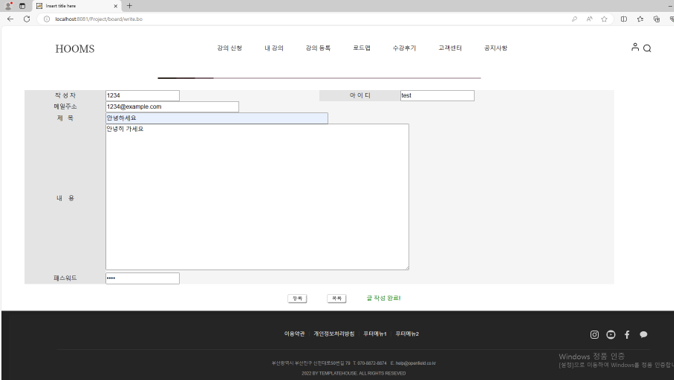 Insert title here
localhost:8081/Project/board/write.bo
HOOMS
강의 신청 내 강의 강의 등록 로드맵 수강후기 고객센터 공지사항
작 성 자 1234 아 이 디 test
메일주소 1234@example.com
제 목 안녕하세요
안녕히 가세요
내 용
패스워드 ••••
등록 목록 글 작성 완료!
이용약관 개인정보처리방침 푸터메뉴1 푸터메뉴2
2022 BY TEMPLATEHOUSE. ALL RIGHTS RESEVED
Windows 정품 인증
[설정]으로 이동하여 Windows를 정품 인증합